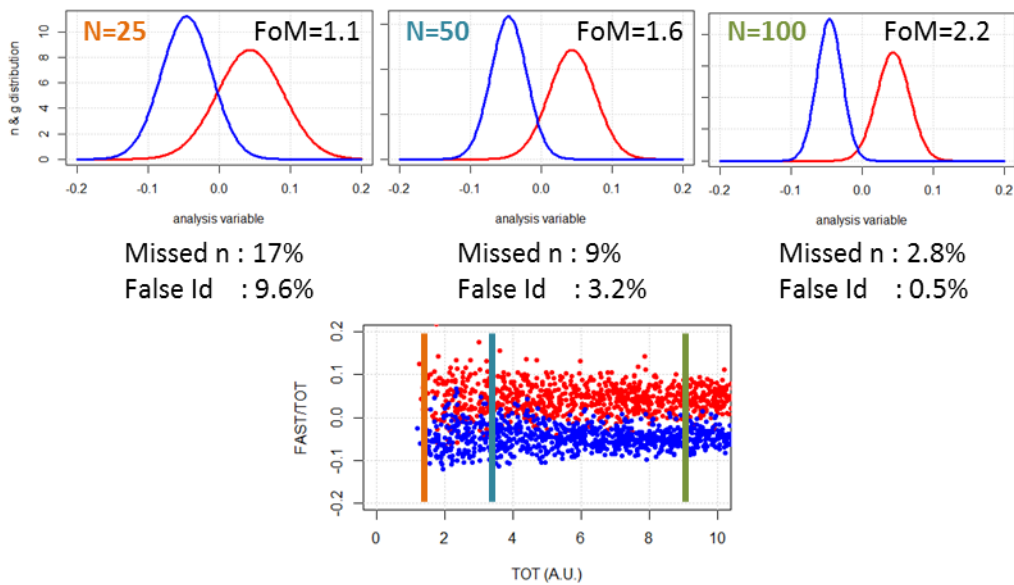 N=25 FoM=1.1
N=50 FoM=1.6
N=100 FoM=2.2
n & g distribution
10
8
6
4
2
0
-0.2 -0.1 0.0 0.1 0.2
-0.2 -0.1 0.0 0.1 0.2
-0.2 -0.1 0.0 0.1 0.2
analysis variable
analysis variable
analysis variable
Missed n : 17%
False Id : 9.6%
Missed n : 9%
False Id : 3.2%
Missed n : 2.8%
False Id : 0.5%
FAST/TOT
0.2
0.1
0.0
-0.1
-0.2
0 2 4 6 8 10
TOT (A.U.)